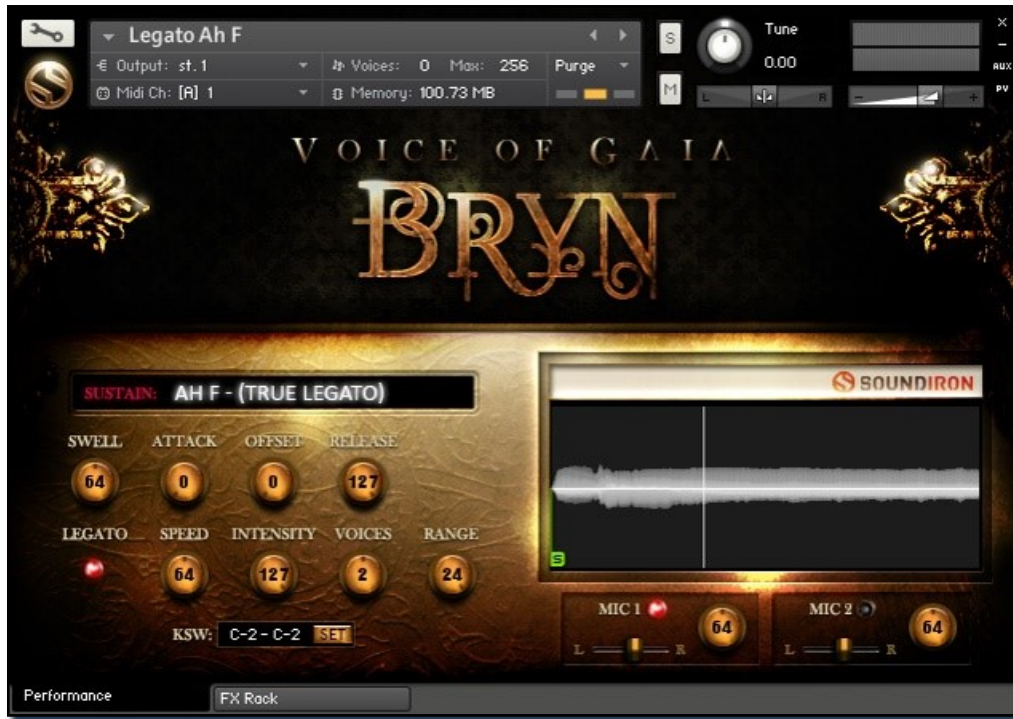 Legato Ah F
S
Tune
X
Output: st.1
Voices: 0 Max: 256
Purge
0.00
AUX
Midi Ch: [A] 1
Memory: 100.73 MB
M
L R
- +
PV
VOICE OF GAIA
BRYN
SUSTAIN: AH F - (TRUE LEGATO)
SOUNDIRON
SWELL ATTACK OFFSET RELEASE
64 0 0 127
LEGATO SPEED INTENSITY VOICES RANGE
64 127 2 24
S
KSW: C-2 - C-2 SET
MIC 1 64 MIC 2 64
L R L R
Performance
FX Rack